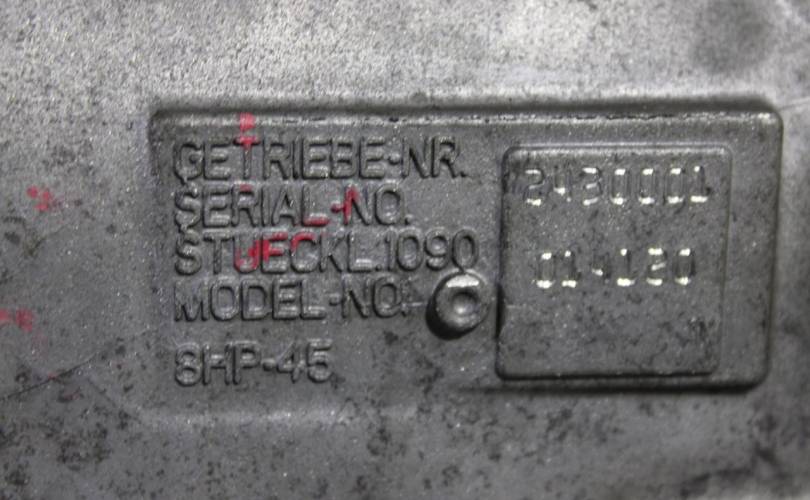 GETRIEBE-NR.
SERIAL-NO.
STUECKL.1090
MODEL-NO.
8HP-45
2430001
014120